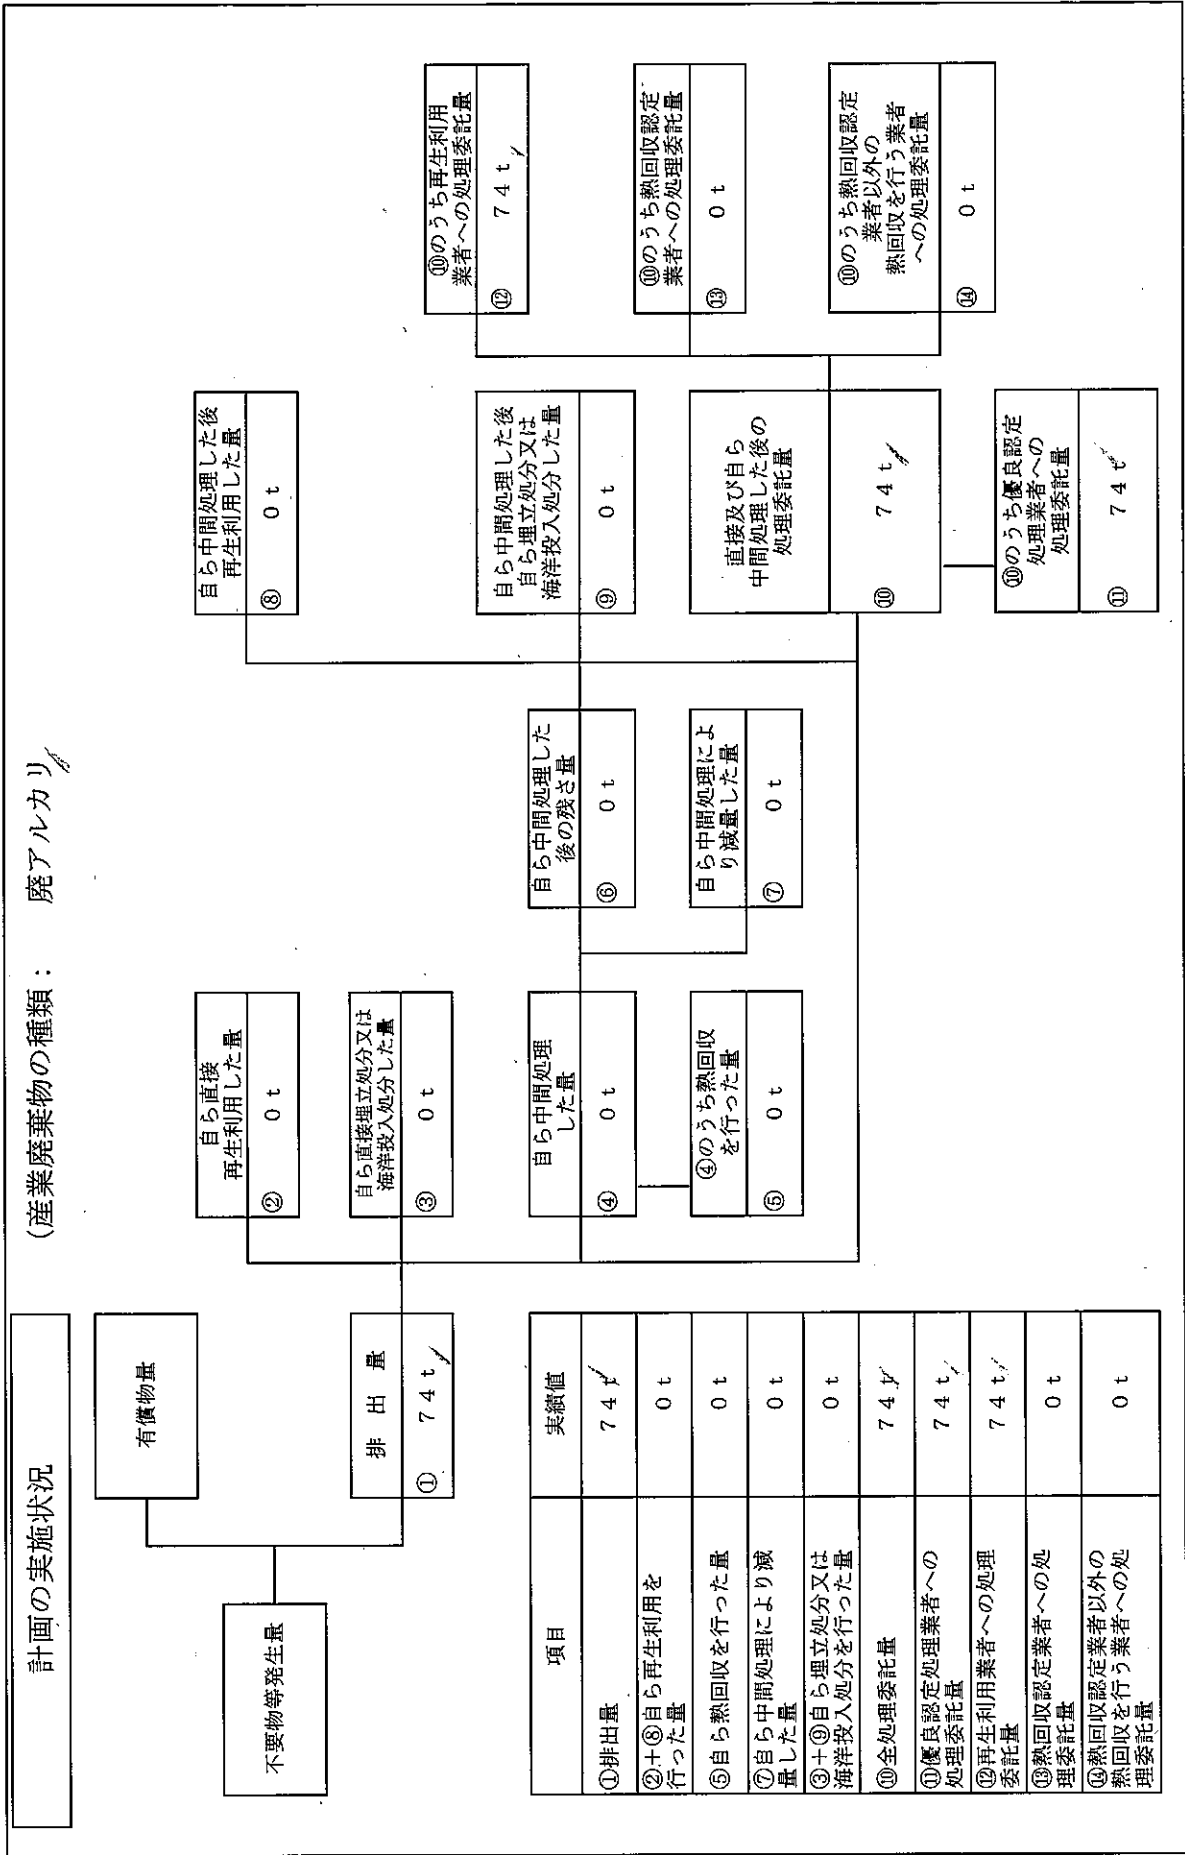 計画の実施状況
(産業廃棄物の種類： 廃アルカリ
不要物等発生量
有償物量
排出量
① 74t
自ら直接
再生利用した量
② 0t
自ら直接埋立処分又は
海洋投入処分した量
③ 0t
自ら中間処理
した量
④ 0t
④のうち熱回収
を行った量
⑤ 0t
自ら中間処理した
後の残さ量
⑥ 0t
自ら中間処理によ
り減量した量
⑦ 0t
自ら中間処理した後
再生利用した量
⑧ 0t
自ら中間処理した後
自ら埋立処分又は
海洋投入処分した量
⑨ 0t
直接及び自ら
中間処理した後の
処理委託量
⑩ 74t
⑩のうち優良認定
処理業者への
処理委託量
⑪ 74t
⑩のうち再生利用
業者への処理委託量
⑫ 74t
⑩のうち熱回収認定
業者への処理委託量
⑬ 0t
⑩のうち熱回収認定
業者以外の
熱回収を行う業者
への処理委託量
⑭ 0t
項目 実績値
①排出量 74t
②+⑧自ら再生利用を
行った量 0t
⑤自ら熱回収を行った量 0t
⑦自ら中間処理により減
量した量 0t
③+⑨自ら埋立処分又は
海洋投入処分を行った量 0t
⑩全処理委託量 74t
⑪優良認定処理業者への
処理委託量 74t
⑫再生利用業者への処理
委託量 74t
⑬熱回収認定業者への処
理委託量 0t
⑭熱回収認定業者以外の
熱回収を行う業者への処
理委託量 0t